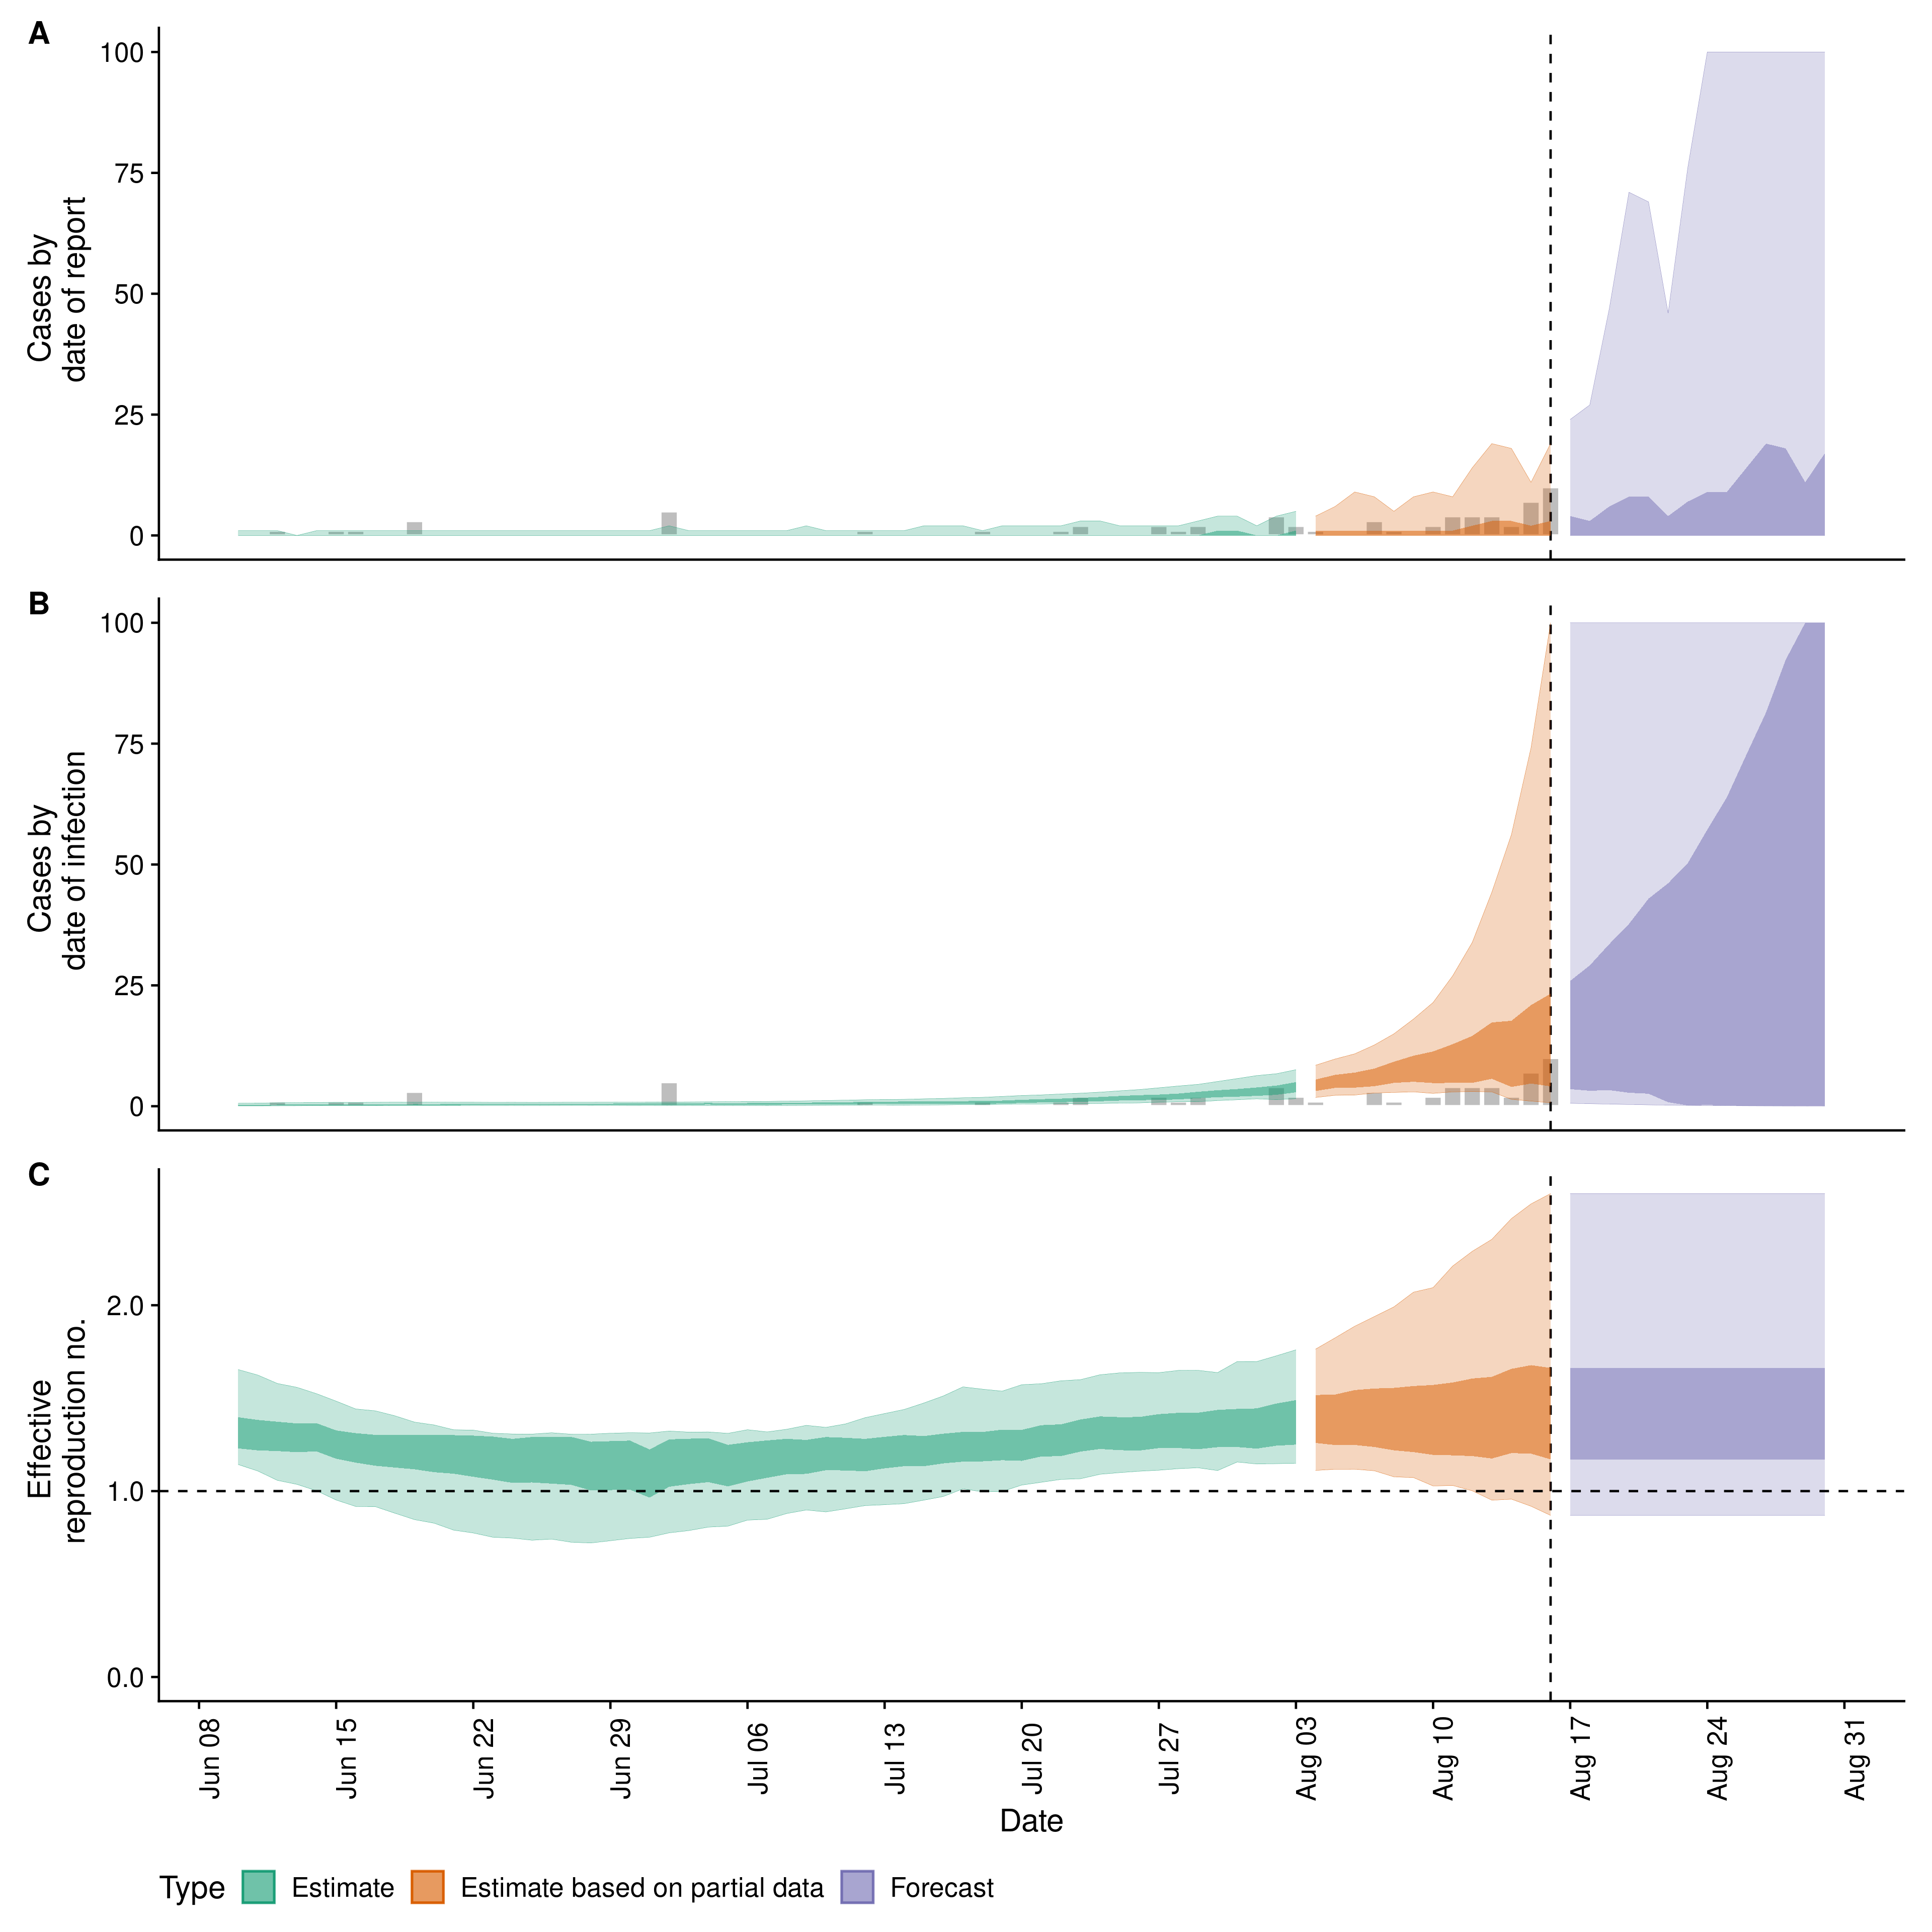 A
100
75
50
25
0
Cases by
date of report
B
100
75
50
25
0
Cases by
date of infection
C
2.0
1.0
0.0
Effective
reproduction no.
Jun 08
Jun 15
Jun 22
Jun 29
Jul 06
Jul 13
Jul 20
Jul 27
Aug 03
Aug 10
Aug 17
Aug 24
Aug 31
Date
Type Estimate Estimate based on partial data Forecast